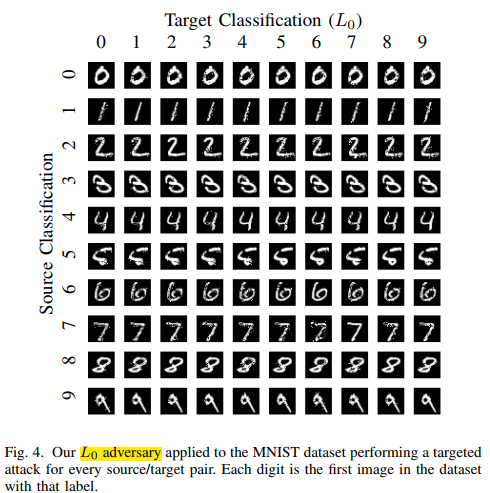 Target Classification (L0)
0 1 2 3 4 5 6 7 8 9
Source Classification
0
1
2
3
4
5
6
7
8
9
Fig. 4. Our L0 adversary applied to the MNIST dataset performing a targeted
attack for every source/target pair. Each digit is the first image in the dataset
with that label.